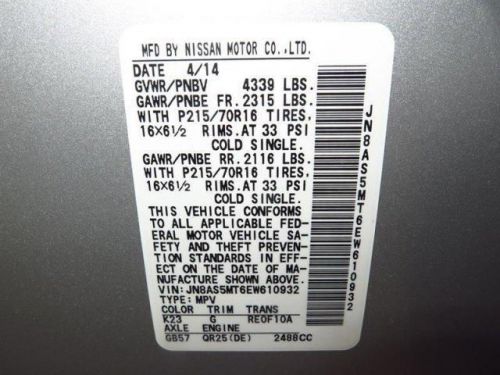 MFD BY NISSAN MOTOR CO.,LTD.
DATE 4/14
GVWR/PNBV 4339 LBS.
GAWR/PNBE FR. 2315 LBS.
WITH P215/70R16 TIRES,
16X6½ RIMS.AT 33 PSI
COLD SINGLE.
GAWR/PNBE RR. 2116 LBS.
WITH P215/70R16 TIRES,
16X6½ RIMS.AT 33 PSI
COLD SINGLE.
THIS VEHICLE CONFORMS
TO ALL APPLICABLE FED-
ERAL MOTOR VEHICLE SA-
FETY AND THEFT PREVENTION
STANDARDS IN EFF-
ECT ON THE DATE OF MA-
NUFACTURE SHOWN ABOVE.
VIN: JN8AS5MT6EW610932
TYPE: MPV
COLOR TRIM TRANS
K23 G RE0F10A
AXLE ENGINE
GB57 QR25(DE) 2488CC
JN8AS5MT6EW610932